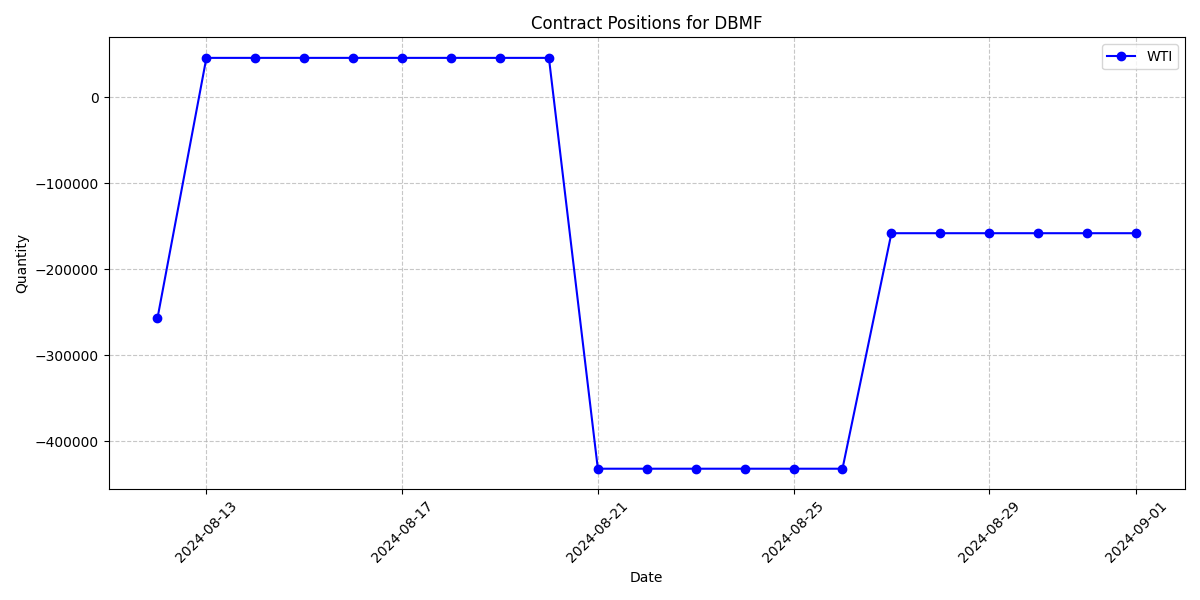 Contract Positions for DBMF
WTI
0
−100000
−200000
−300000
−400000
Quantity
2024-08-13
2024-08-17
2024-08-21
2024-08-25
2024-08-29
2024-09-01
Date